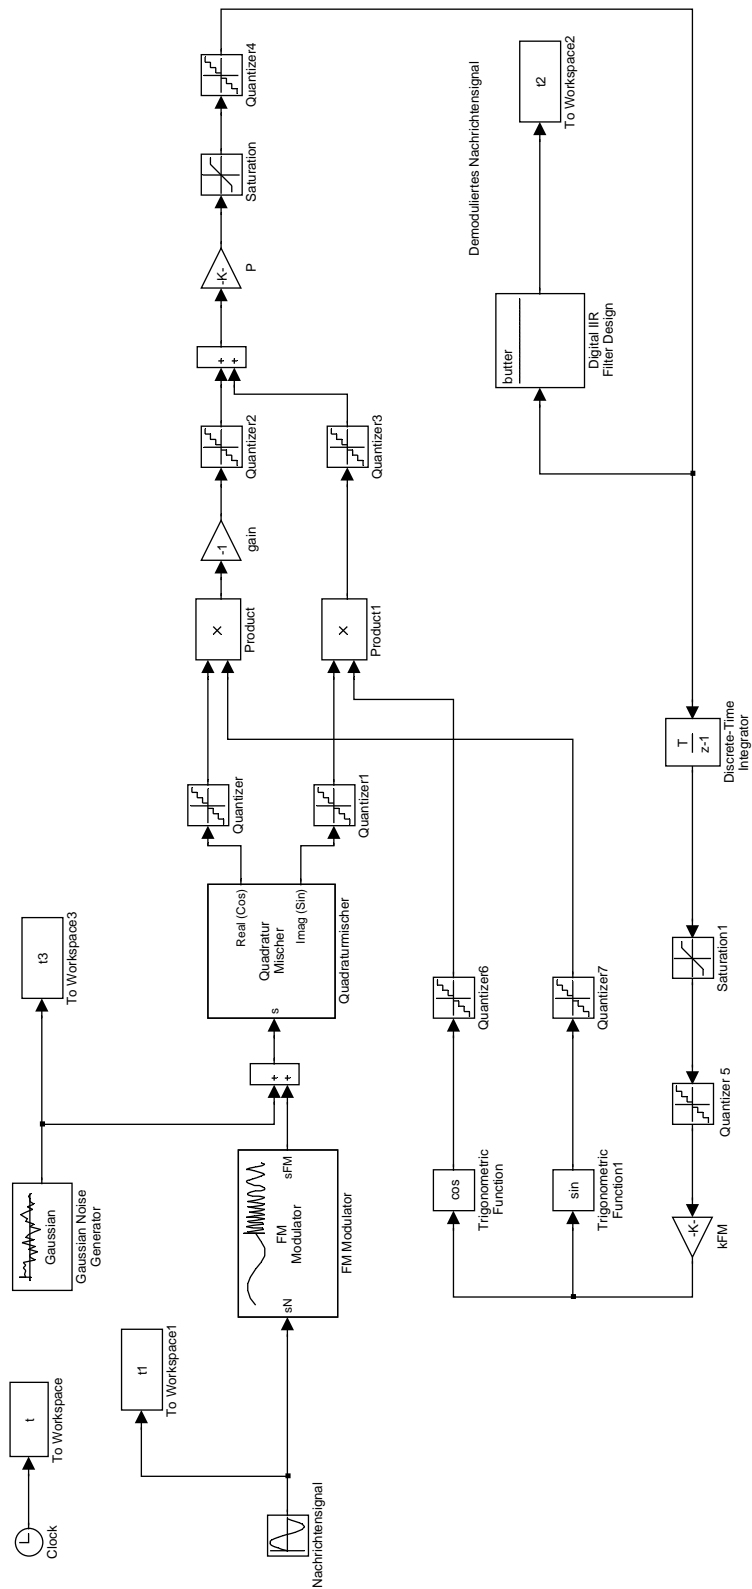 Clock
t
To Workspace
Nachrichtensignal
t1
To Workspace1
Gaussian
Gaussian Noise
Generator
t3
To Workspace3
sN
FM
Modulator
sFM
FM Modulator
+
+
s
Real (Cos)
Quadratur
Mischer
Imag (Sin)
Quadraturmischer
Quantizer
Quantizer1
×
Product
×
Product1
-1
gain
Quantizer2
Quantizer3
+
+
-K-
P
Saturation
Quantizer4
cos
Trigonometric
Function
sin
Trigonometric
Function1
Quantizer6
Quantizer7
butter
Digital IIR
Filter Design
Demoduliertes Nachrichtensignal
t2
To Workspace2
-K-
kFM
Quantizer 5
Saturation1
T
z-1
Discrete-Time
Integrator